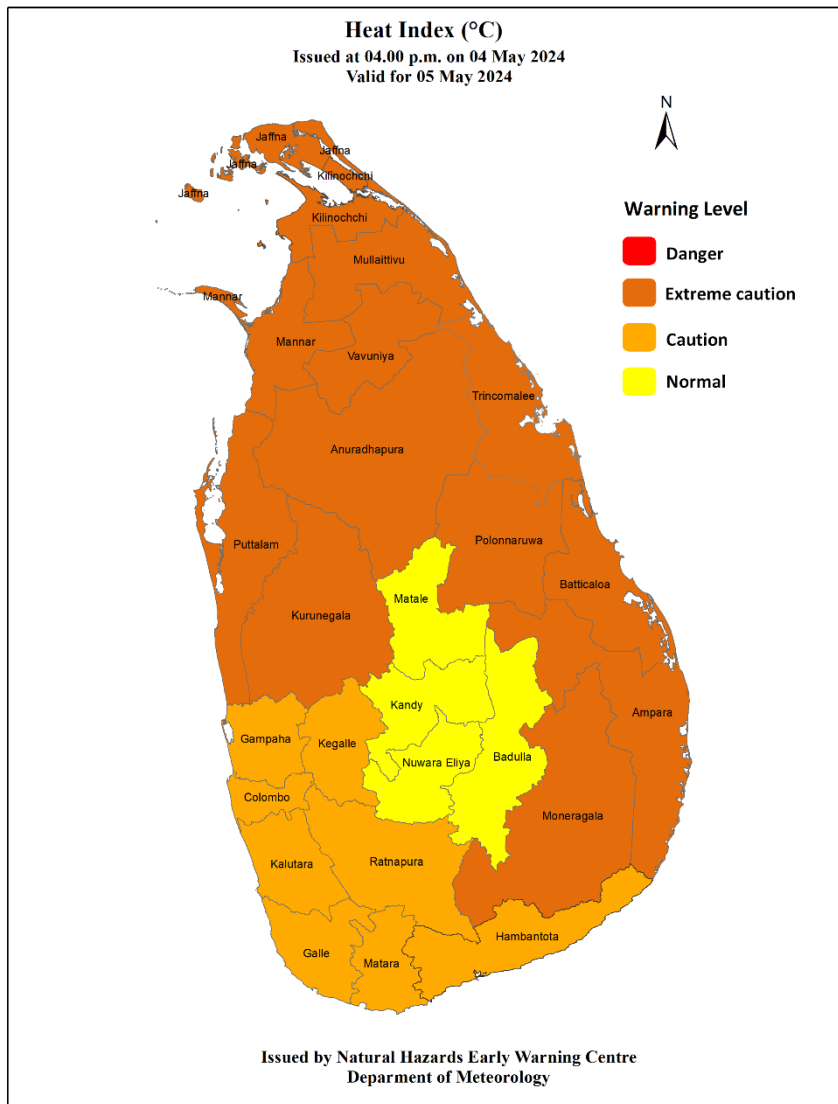 Heat Index (°C)
Issued at 04.00 p.m. on 04 May 2024
Valid for 05 May 2024
N
Jaffna
Jaffna
Jaffna
Kilinochchi
Jaffna
Kilinochchi
Mullaittivu
Mannar
Mannar
Vavuniya
Trincomalee
Anuradhapura
Puttalam
Polonnaruwa
Batticaloa
Matale
Kurunegala
Kandy
Ampara
Gampaha
Kegalle
Nuwara Eliya
Badulla
Colombo
Moneragala
Kalutara
Ratnapura
Hambantota
Galle
Matara
Warning Level
Danger
Extreme caution
Caution
Normal
Issued by Natural Hazards Early Warning Centre
Deparment of Meteorology